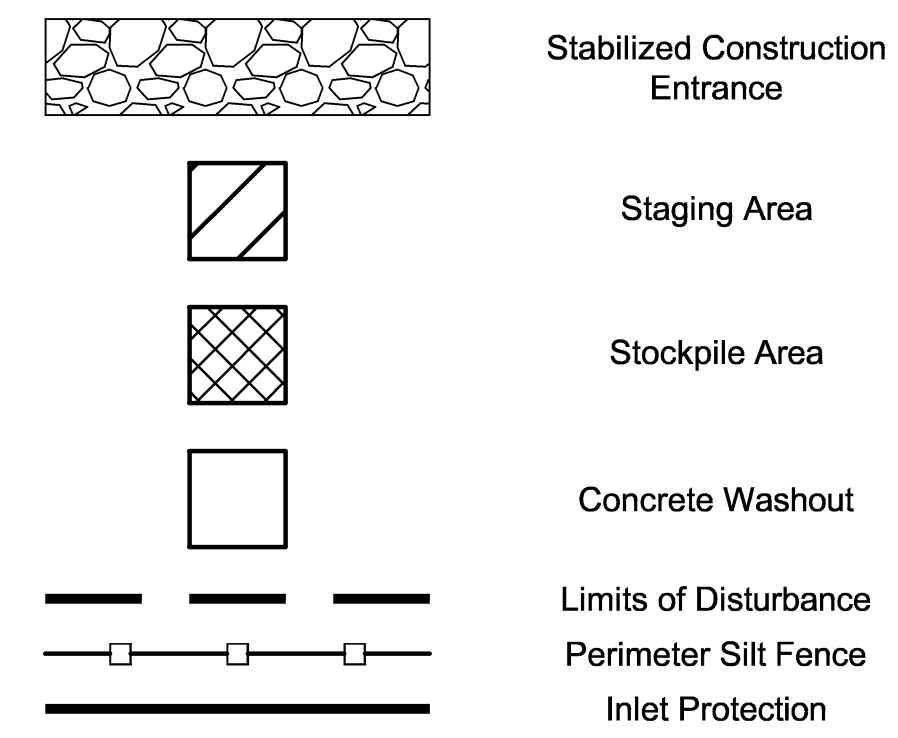 Stabilized Construction
Entrance
Staging Area
Stockpile Area
Concrete Washout
Limits of Disturbance
Perimeter Silt Fence
Inlet Protection